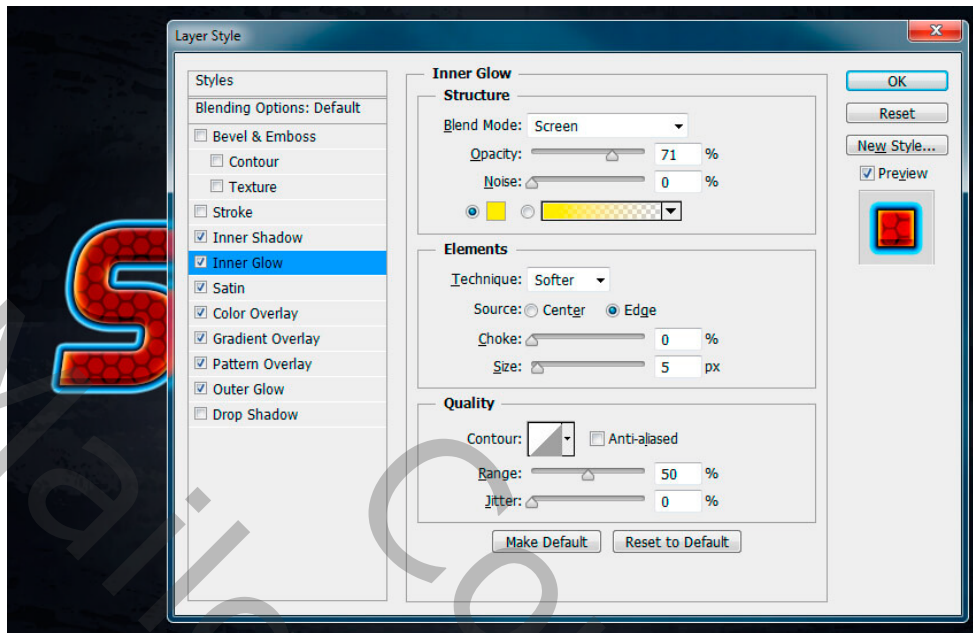 Layer Style
Styles
Blending Options: Default
Bevel & Emboss
Contour
Texture
Stroke
Inner Shadow
Inner Glow
Satin
Color Overlay
Gradient Overlay
Pattern Overlay
Outer Glow
Drop Shadow
Inner Glow
Structure
Blend Mode: Screen
Opacity: 71 %
Noise: 0 %
Elements
Technique: Softer
Source: Center Edge
Choke: 0 %
Size: 5 px
Quality
Contour: Anti-aliased
Range: 50 %
Jitter: 0 %
Make Default Reset to Default
OK
Reset
New Style...
Preview
S